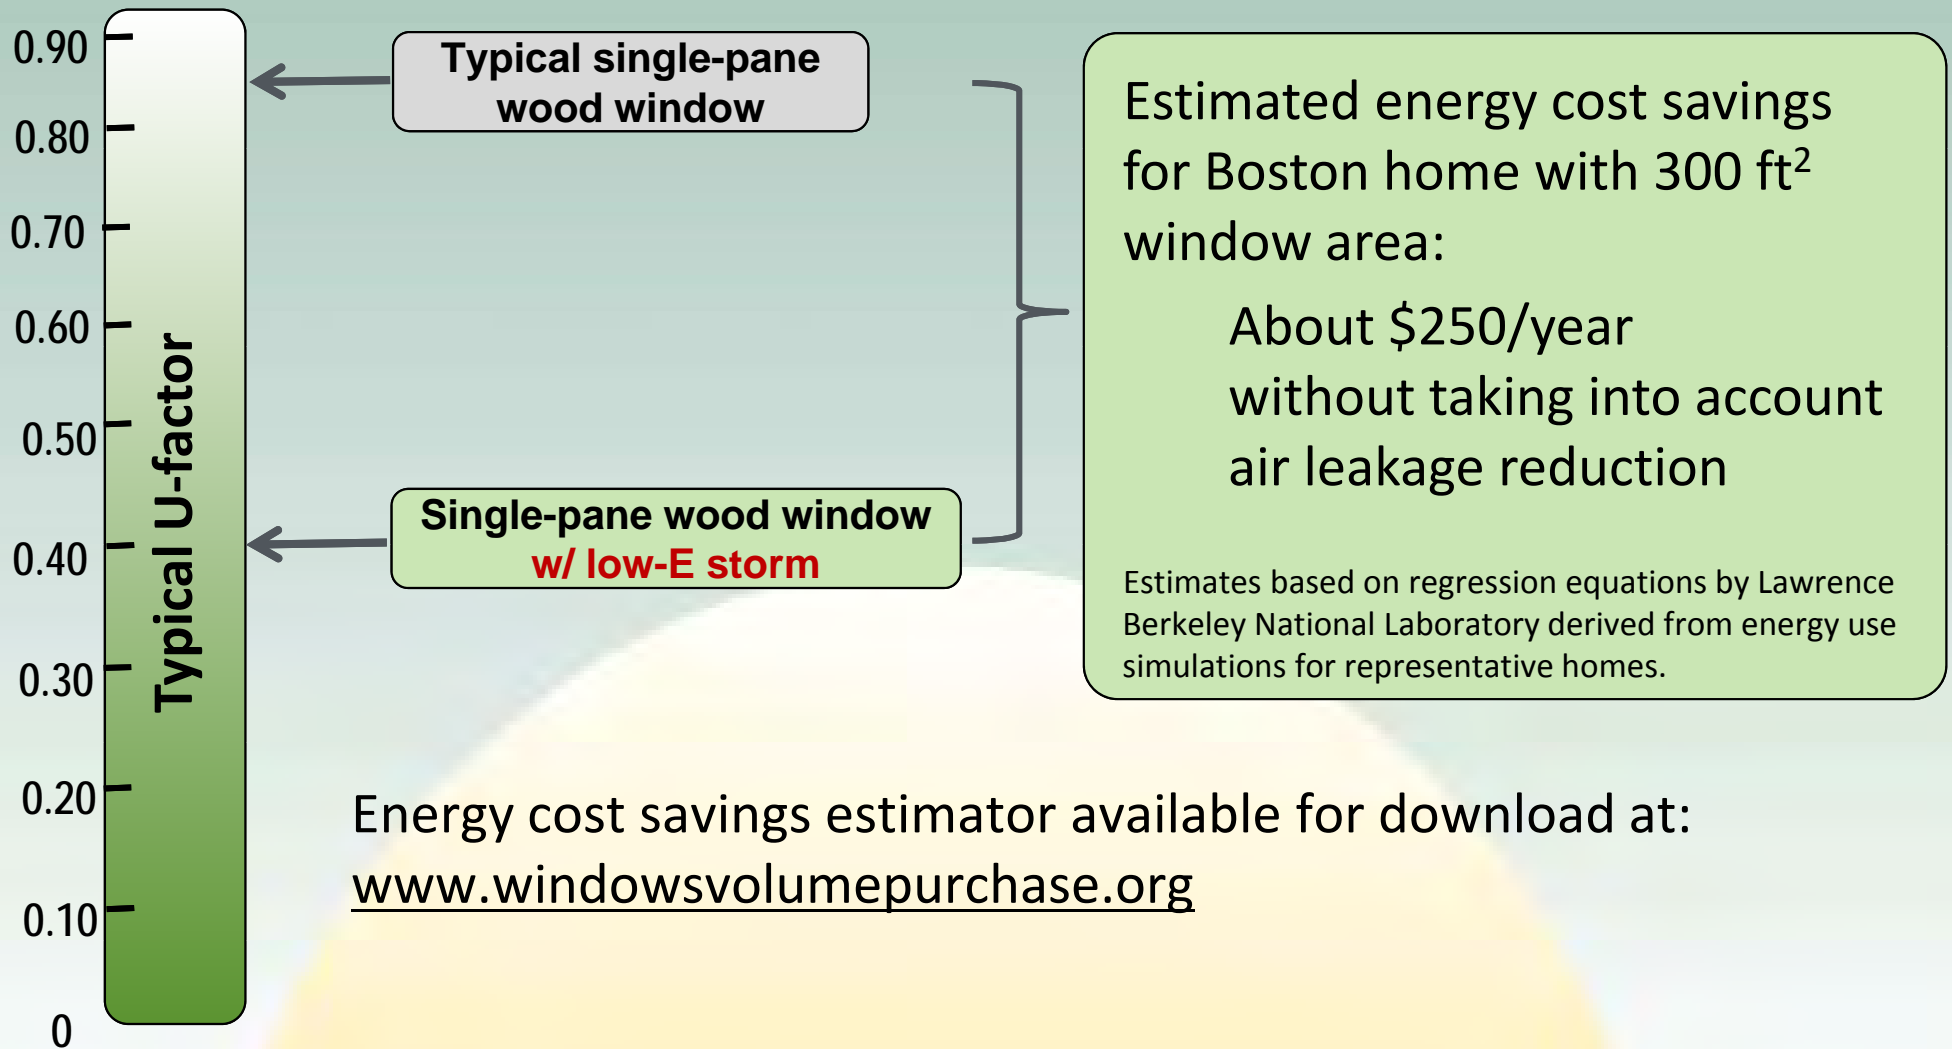 0.90
0.80
0.70
0.60
0.50
0.40
0.30
0.20
0.10
0
Typical U-factor
Typical single-pane
wood window
Single-pane wood window
w/ low-E storm
Estimated energy cost savings
for Boston home with 300 ft²
window area:
About $250/year
without taking into account
air leakage reduction
Estimates based on regression equations by Lawrence
Berkeley National Laboratory derived from energy use
simulations for representative homes.
Energy cost savings estimator available for download at:
www.windowsvolumepurchase.org